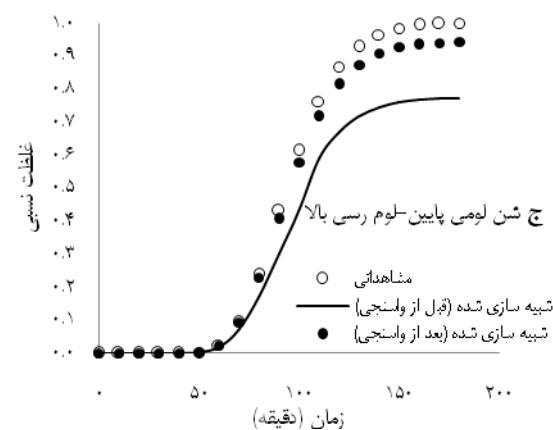 ۱.۰
۰.۹
۰.۸
۰.۷
۰.۶
۰.۵
۰.۴
۰.۳
۰.۲
۰.۱
۰.۰
غلظت نسبی
ج شن لومی پایین-لوم رسی بالا
مشاهداتی
شبیه سازی شده (قبل از واسنجی)
شبیه سازی شده (بعد از واسنجی)
۰ ۵۰ ۱۰۰ ۱۵۰ ۲۰۰
زمان (دقیقه)